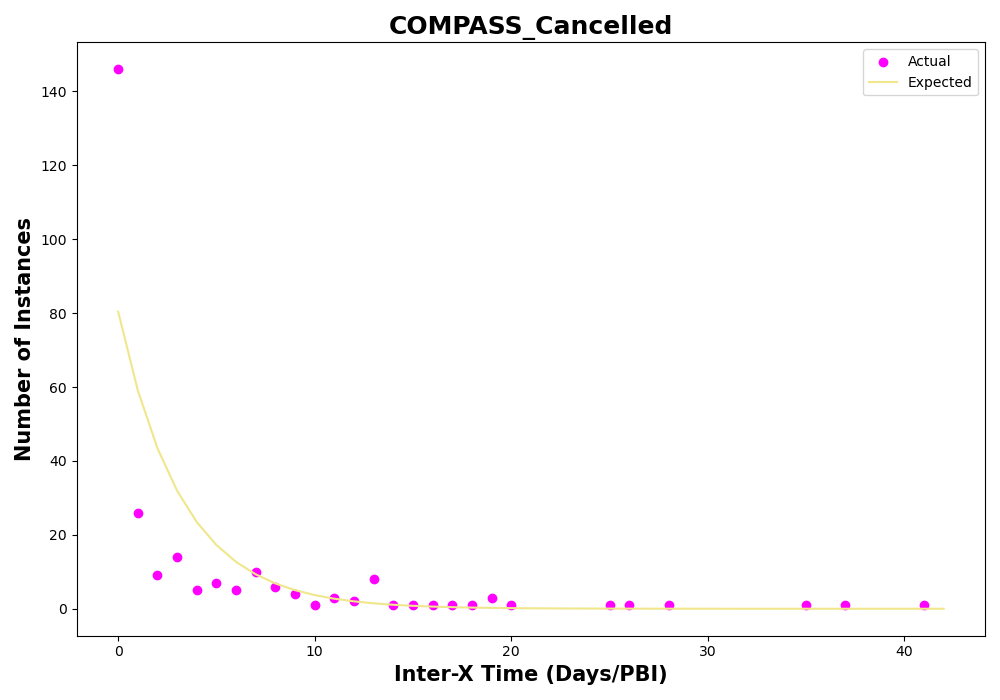 COMPASS_Cancelled
Actual
Expected
Number of Instances
140
120
100
80
60
40
20
0
0 10 20 30 40
Inter-X Time (Days/PBI)